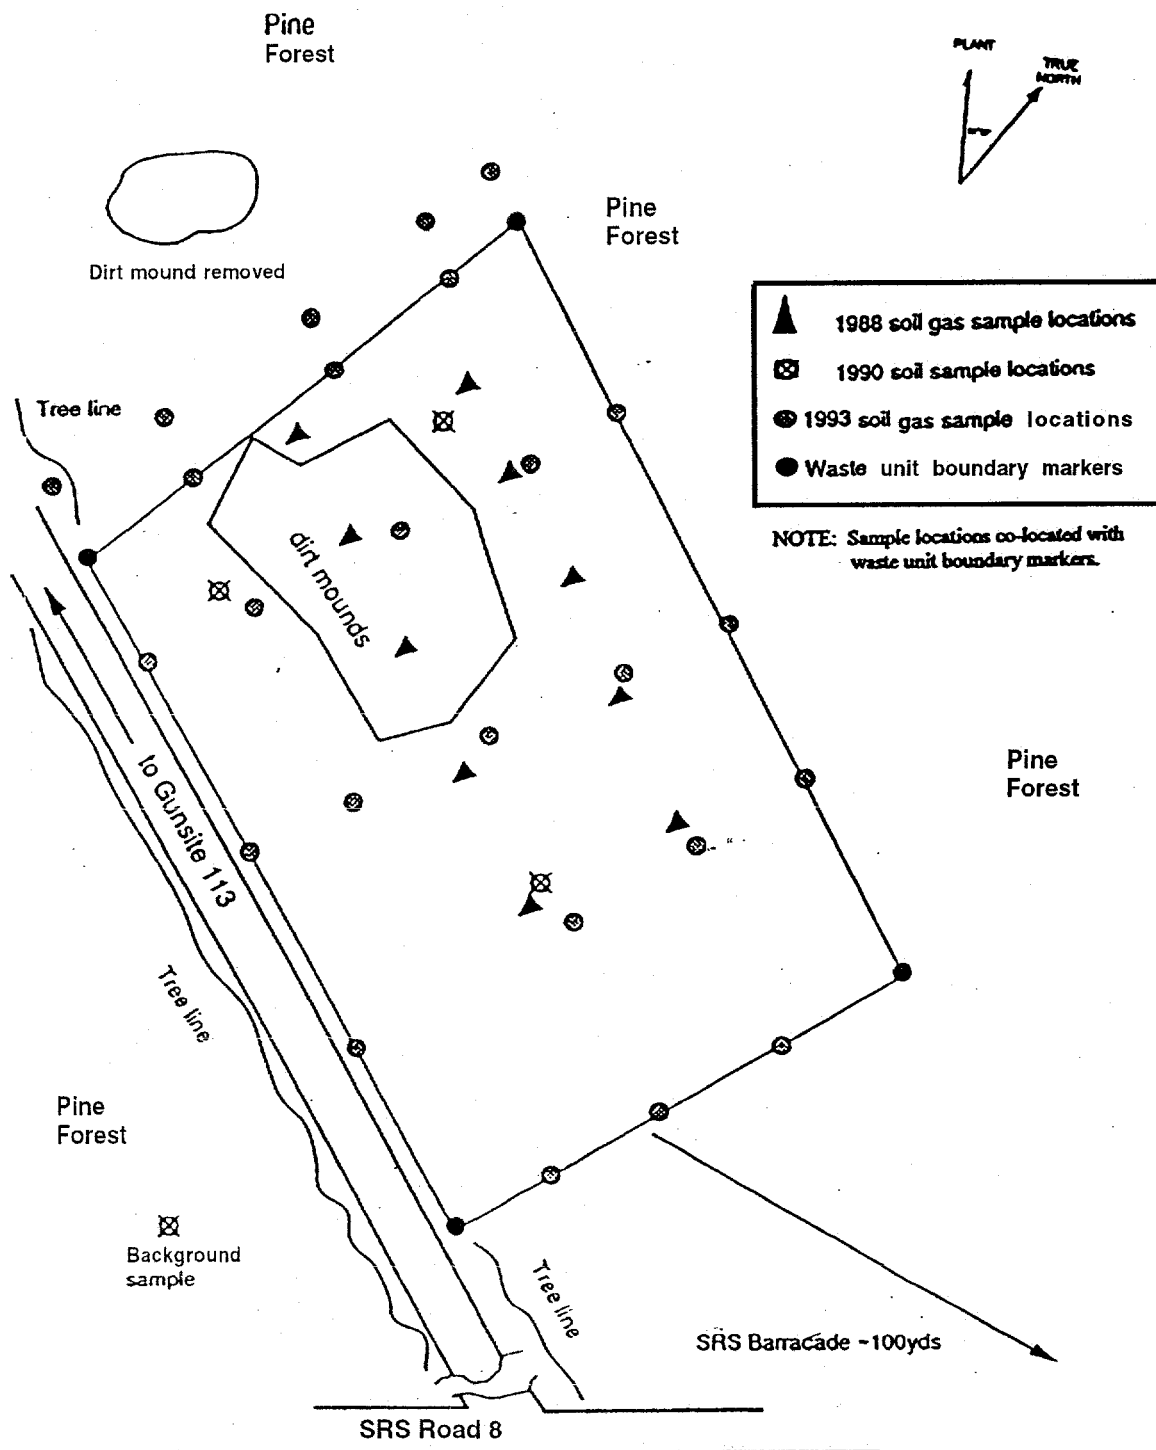 Pine
Forest
PLANT
TRUE
NORTH
Pine
Forest
Dirt mound removed
1988 soil gas sample locations
1990 soil sample locations
1993 soil gas sample locations
Waste unit boundary markers
Tree line
NOTE: Sample locations co-located with
waste unit boundary markers.
dirt mounds
to Gunsite 113
Pine
Forest
Tree line
Pine
Forest
Background
sample
Tree line
SRS Barracade ~100yds
SRS Road 8